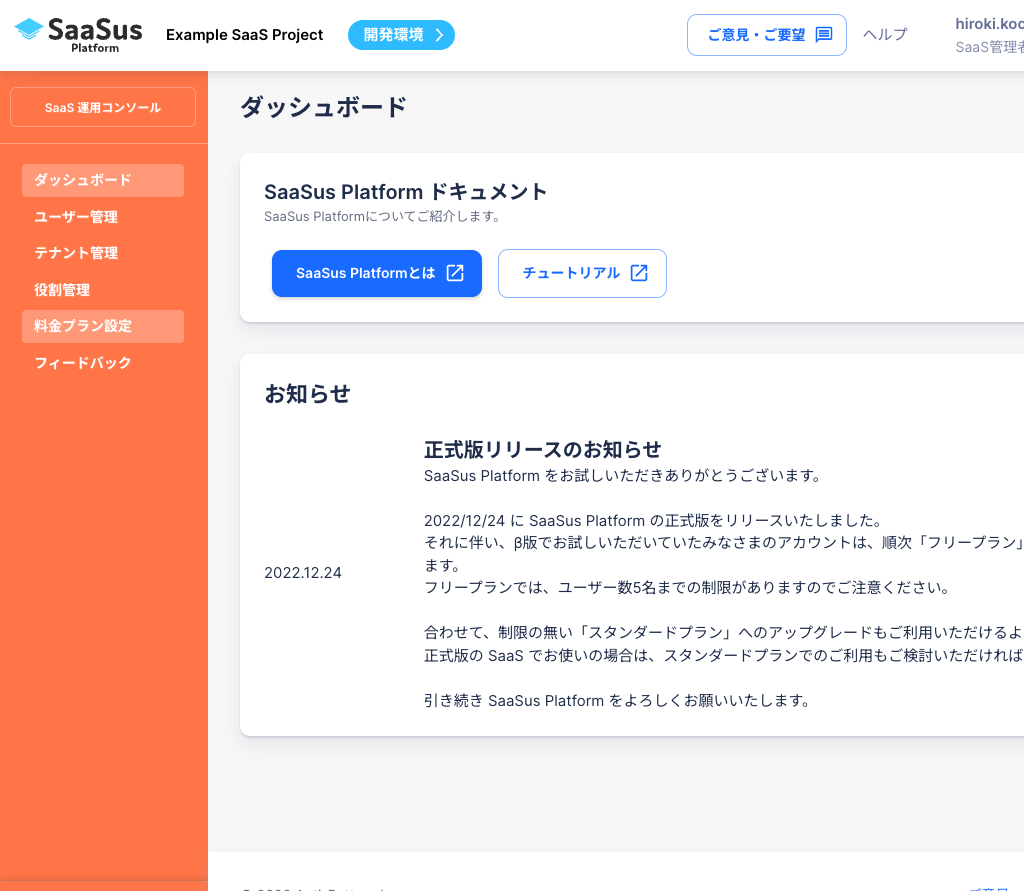 SaaSus
Platform
Example SaaS Project
開発環境
ご意見・ご要望
ヘルプ
SaaS管理者
SaaS 運用コンソール
ダッシュボード
ユーザー管理
テナント管理
役割管理
料金プラン設定
フィードバック
ダッシュボード
SaaSus Platform ドキュメント
SaaSus Platformについてご紹介します。
SaaSus Platformとは
チュートリアル
お知らせ
2022.12.24
正式版リリースのお知らせ
SaaSus Platform をお試しいただきありがとうございます。
2022/12/24 に SaaSus Platform の正式版をリリースいたしました。
それに伴い、β版でお試しいただいていたみなさまのアカウントは、順次「フリープラン」
ます。
フリープランでは、ユーザー数5名までの制限がありますのでご注意ください。
合わせて、制限の無い「スタンダードプラン」へのアップグレードもご利用いただけるよ
正式版の SaaS でお使いの場合は、スタンダードプランでのご利用もご検討いただければ
引き続き SaaSus Platform をよろしくお願いいたします。